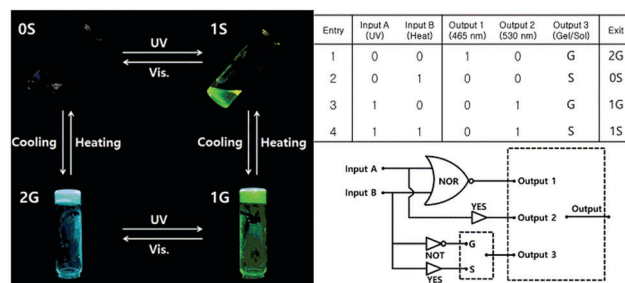 0S
1S
UV
Vis.
Cooling
Heating
Cooling
Heating
2G
1G
UV
Vis.
Entry Input A (UV) Input B (Heat) Output 1 (465 nm) Output 2 (530 nm) Output 3 (Gel/Sol) Exit
1 0 0 1 0 G 2G
2 0 1 0 0 S 0S
3 1 0 0 1 G 1G
4 1 1 0 1 S 1S
Input A
Input B
NOR
Output 1
YES
Output 2
Output
NOT
G
S
YES
Output 3